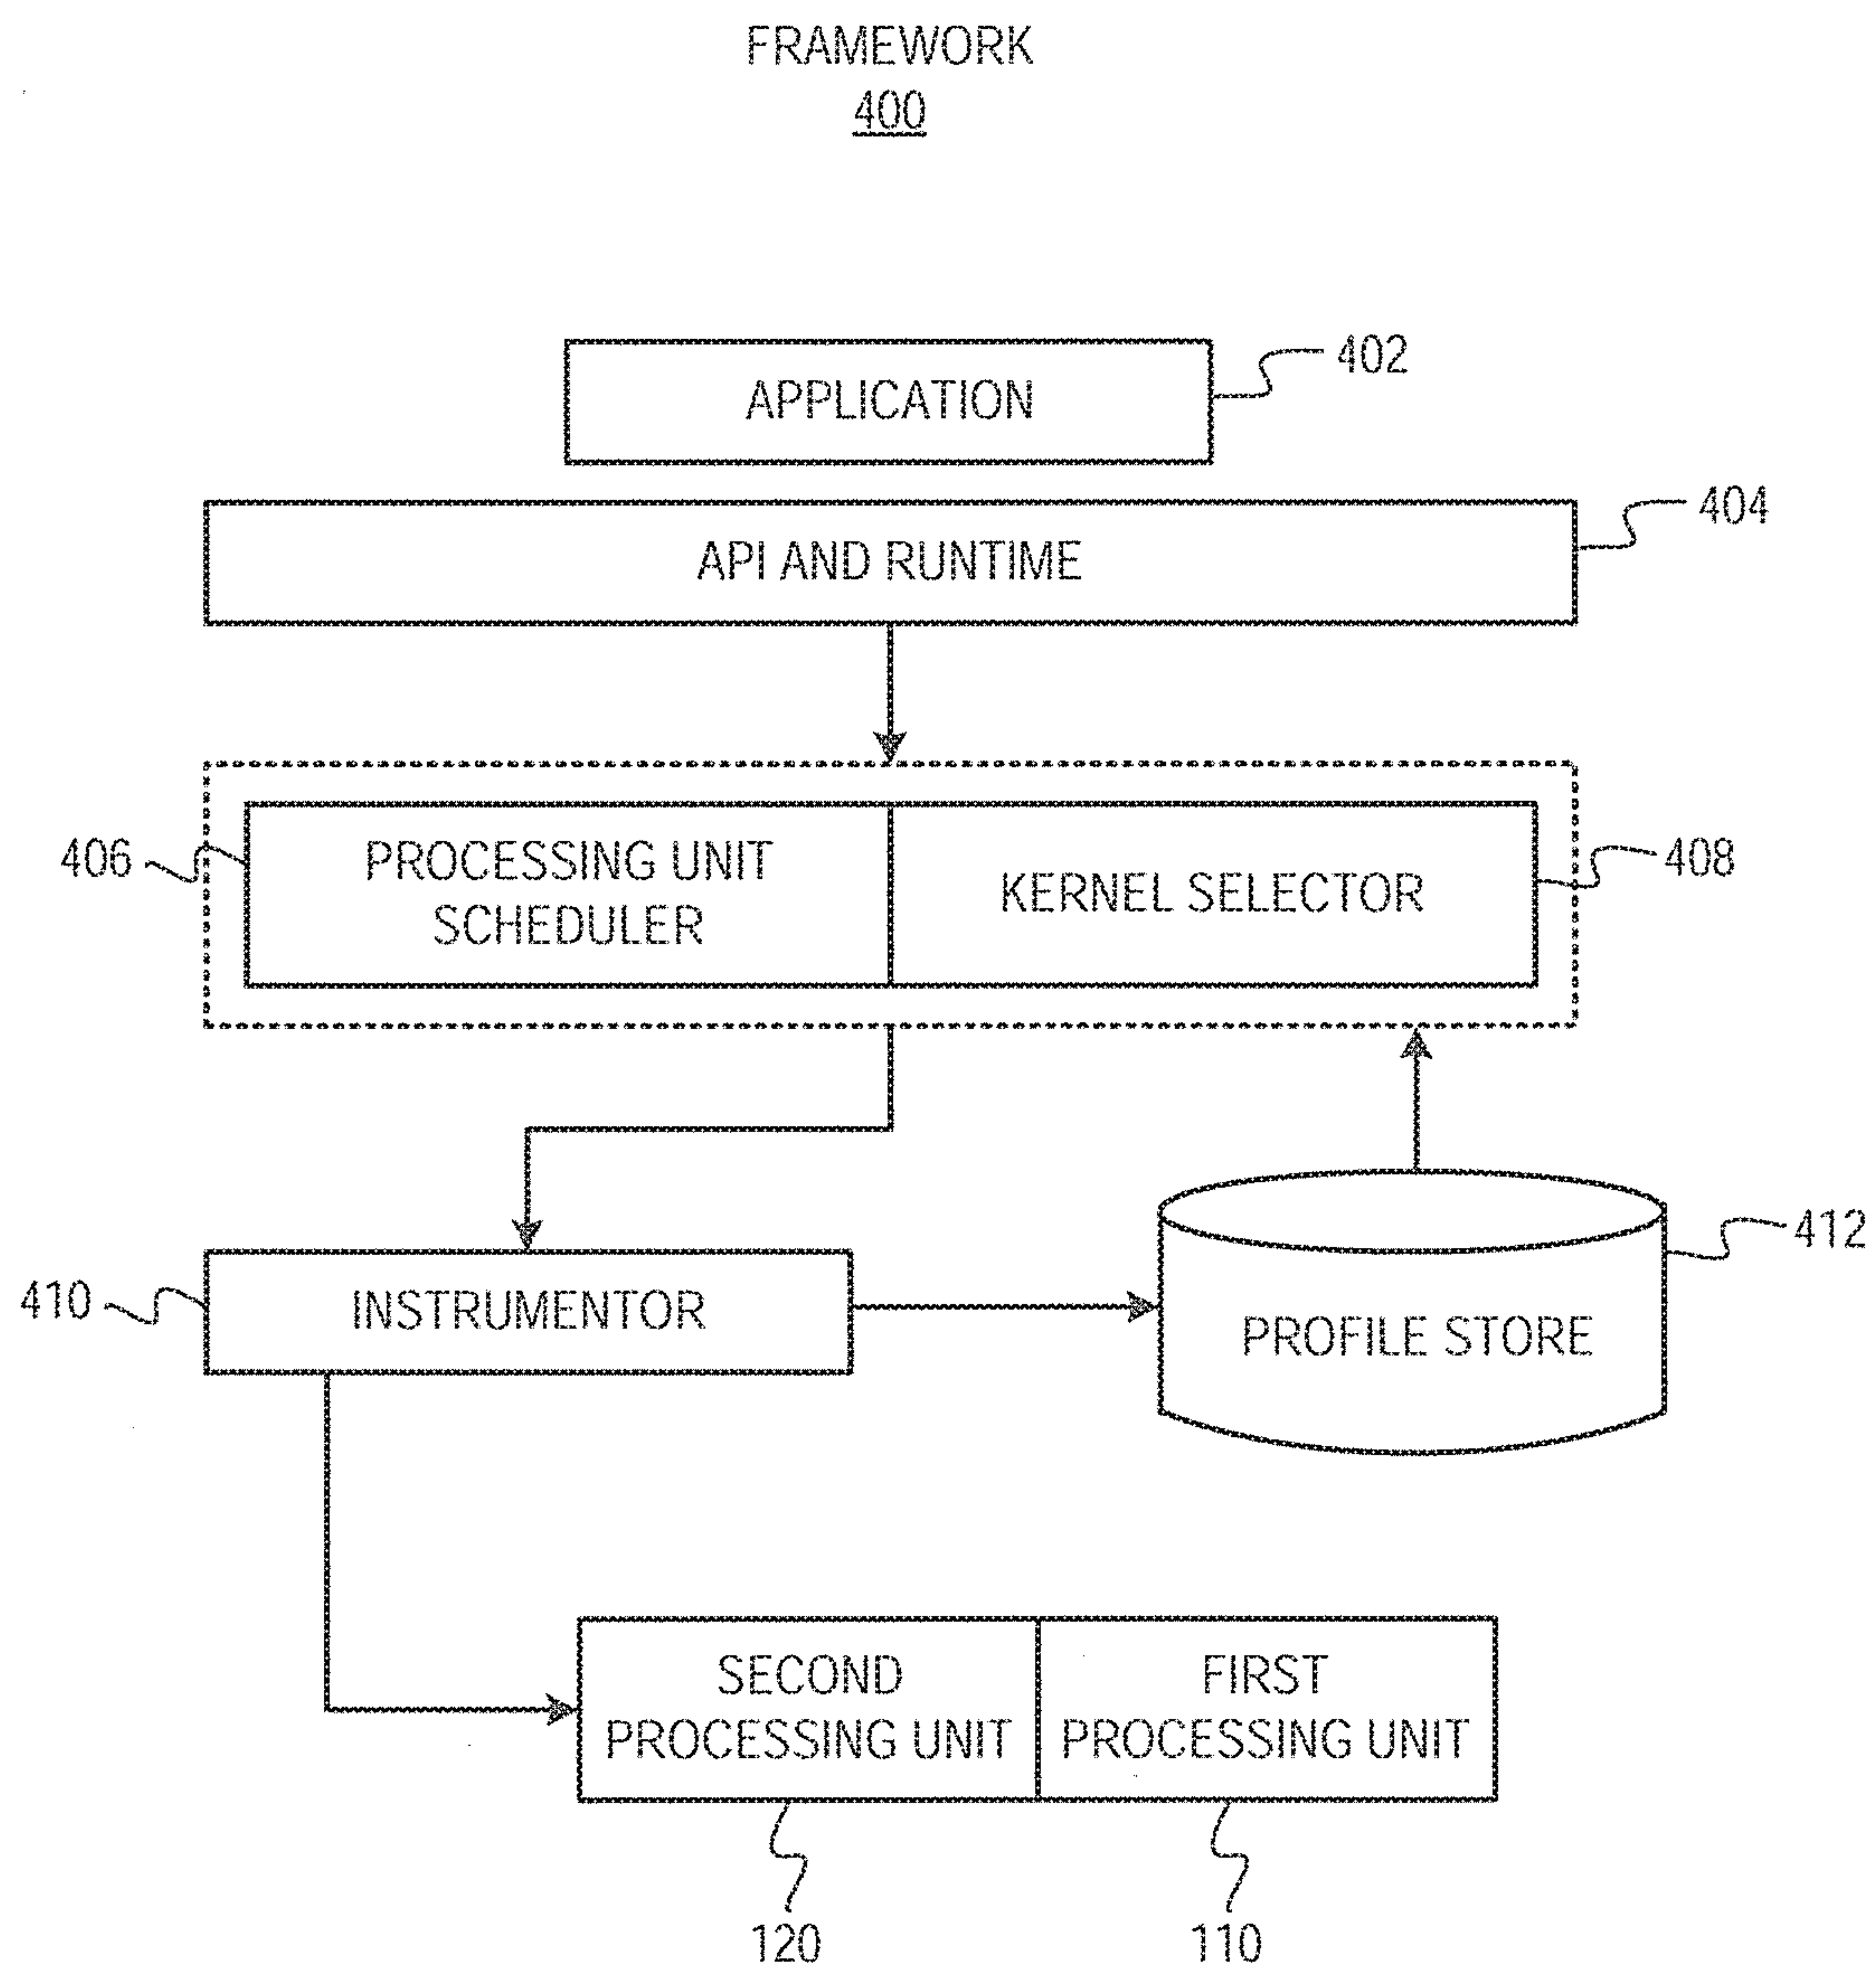 FRAMEWORK
400
APPLICATION
402
API AND RUNTIME
404
406
PROCESSING UNIT
SCHEDULER
KERNEL SELECTOR
408
410
INSTRUMENTOR
PROFILE STORE
412
SECOND
PROCESSING UNIT
FIRST
PROCESSING UNIT
120
110